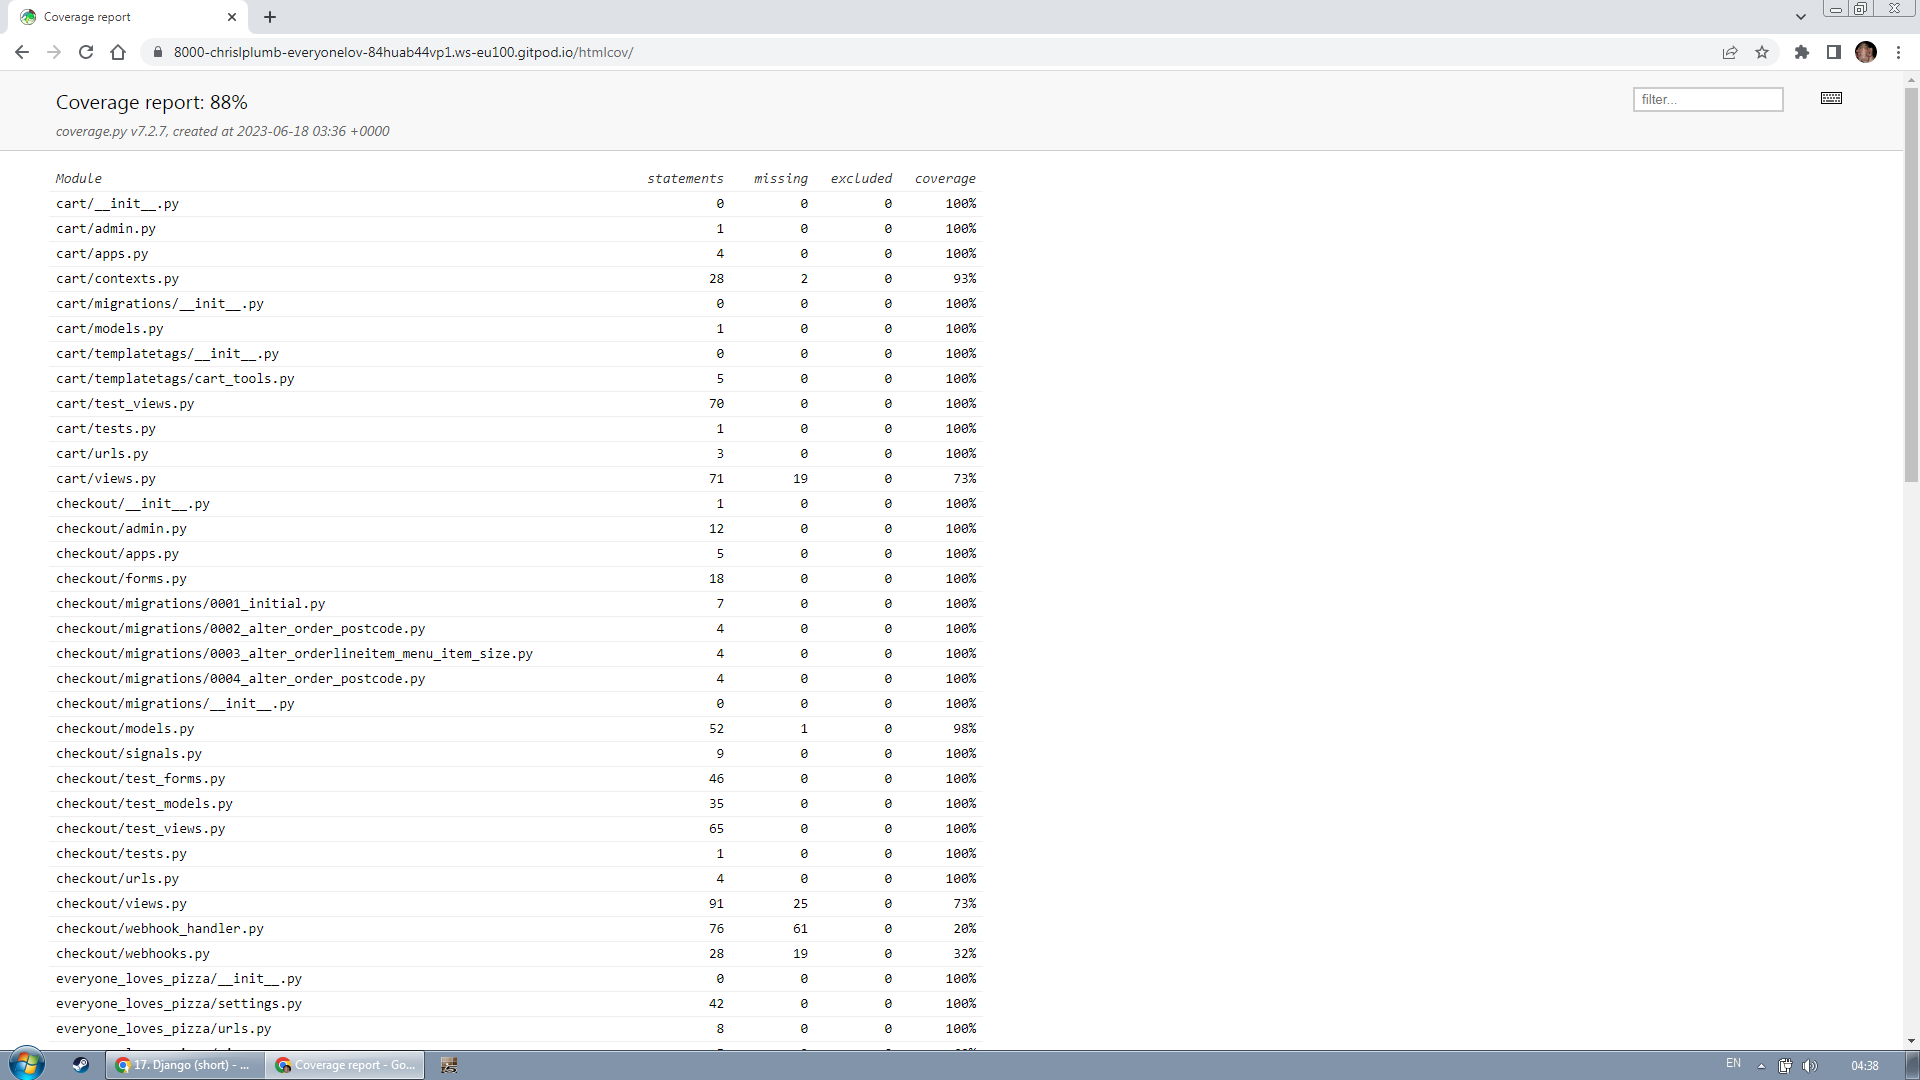 Coverage report
8000-chrislplumb-everyonelov-84huab44vp1.ws-eu100.gitpod.io/htmlcov/
Coverage report: 88%
filter...
coverage.py v7.2.7, created at 2023-06-18 03:36 +0000
Module statements missing excluded coverage
cart/__init__.py 0 0 0 100%
cart/admin.py 1 0 0 100%
cart/apps.py 4 0 0 100%
cart/contexts.py 28 2 0 93%
cart/migrations/__init__.py 0 0 0 100%
cart/models.py 1 0 0 100%
cart/templatetags/__init__.py 0 0 0 100%
cart/templatetags/cart_tools.py 5 0 0 100%
cart/test_views.py 70 0 0 100%
cart/tests.py 1 0 0 100%
cart/urls.py 3 0 0 100%
cart/views.py 71 19 0 73%
checkout/__init__.py 1 0 0 100%
checkout/admin.py 12 0 0 100%
checkout/apps.py 5 0 0 100%
checkout/forms.py 18 0 0 100%
checkout/migrations/0001_initial.py 7 0 0 100%
checkout/migrations/0002_alter_order_postcode.py 4 0 0 100%
checkout/migrations/0003_alter_orderlineitem_menu_item_size.py 4 0 0 100%
checkout/migrations/0004_alter_order_postcode.py 4 0 0 100%
checkout/migrations/__init__.py 0 0 0 100%
checkout/models.py 52 1 0 98%
checkout/signals.py 9 0 0 100%
checkout/test_forms.py 46 0 0 100%
checkout/test_models.py 35 0 0 100%
checkout/test_views.py 65 0 0 100%
checkout/tests.py 1 0 0 100%
checkout/urls.py 4 0 0 100%
checkout/views.py 91 25 0 73%
checkout/webhook_handler.py 76 61 0 20%
checkout/webhooks.py 28 19 0 32%
everyone_loves_pizza/__init__.py 0 0 0 100%
everyone_loves_pizza/settings.py 42 0 0 100%
everyone_loves_pizza/urls.py 8 0 0 100%
17. Django (short) - ...
Coverage report - Go...
EN
04:38